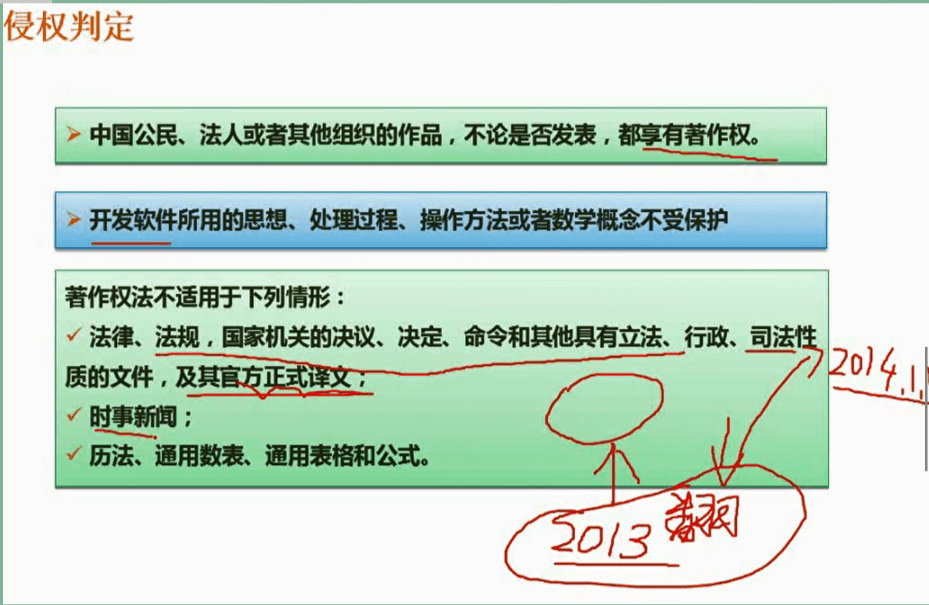 侵权判定
➢ 中国公民、法人或者其他组织的作品，不论是否发表，都享有著作权。
➢ 开发软件所用的思想、处理过程、操作方法或者数学概念不受保护
著作权法不适用于下列情形：
✓ 法律、法规，国家机关的决议、决定、命令和其他具有立法、行政、司法性
质的文件，及其官方正式译文；
2014.1.1
✓ 时事新闻；
✓ 历法、通用数表、通用表格和公式。
2013 翻